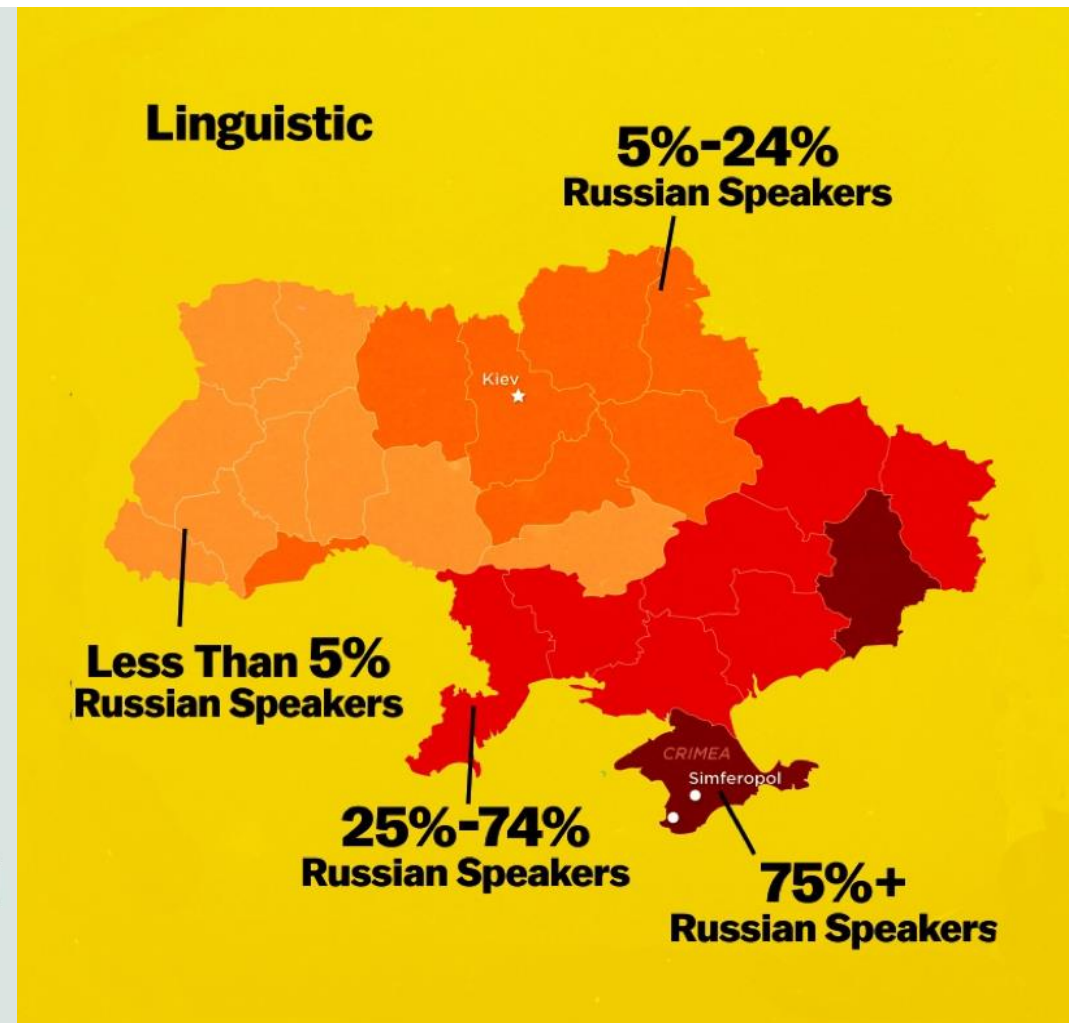 Linguistic
5%-24%
Russian Speakers
Kiev
Less Than 5%
Russian Speakers
CRIMEA
Simferopol
25%-74%
Russian Speakers
75%+
Russian Speakers